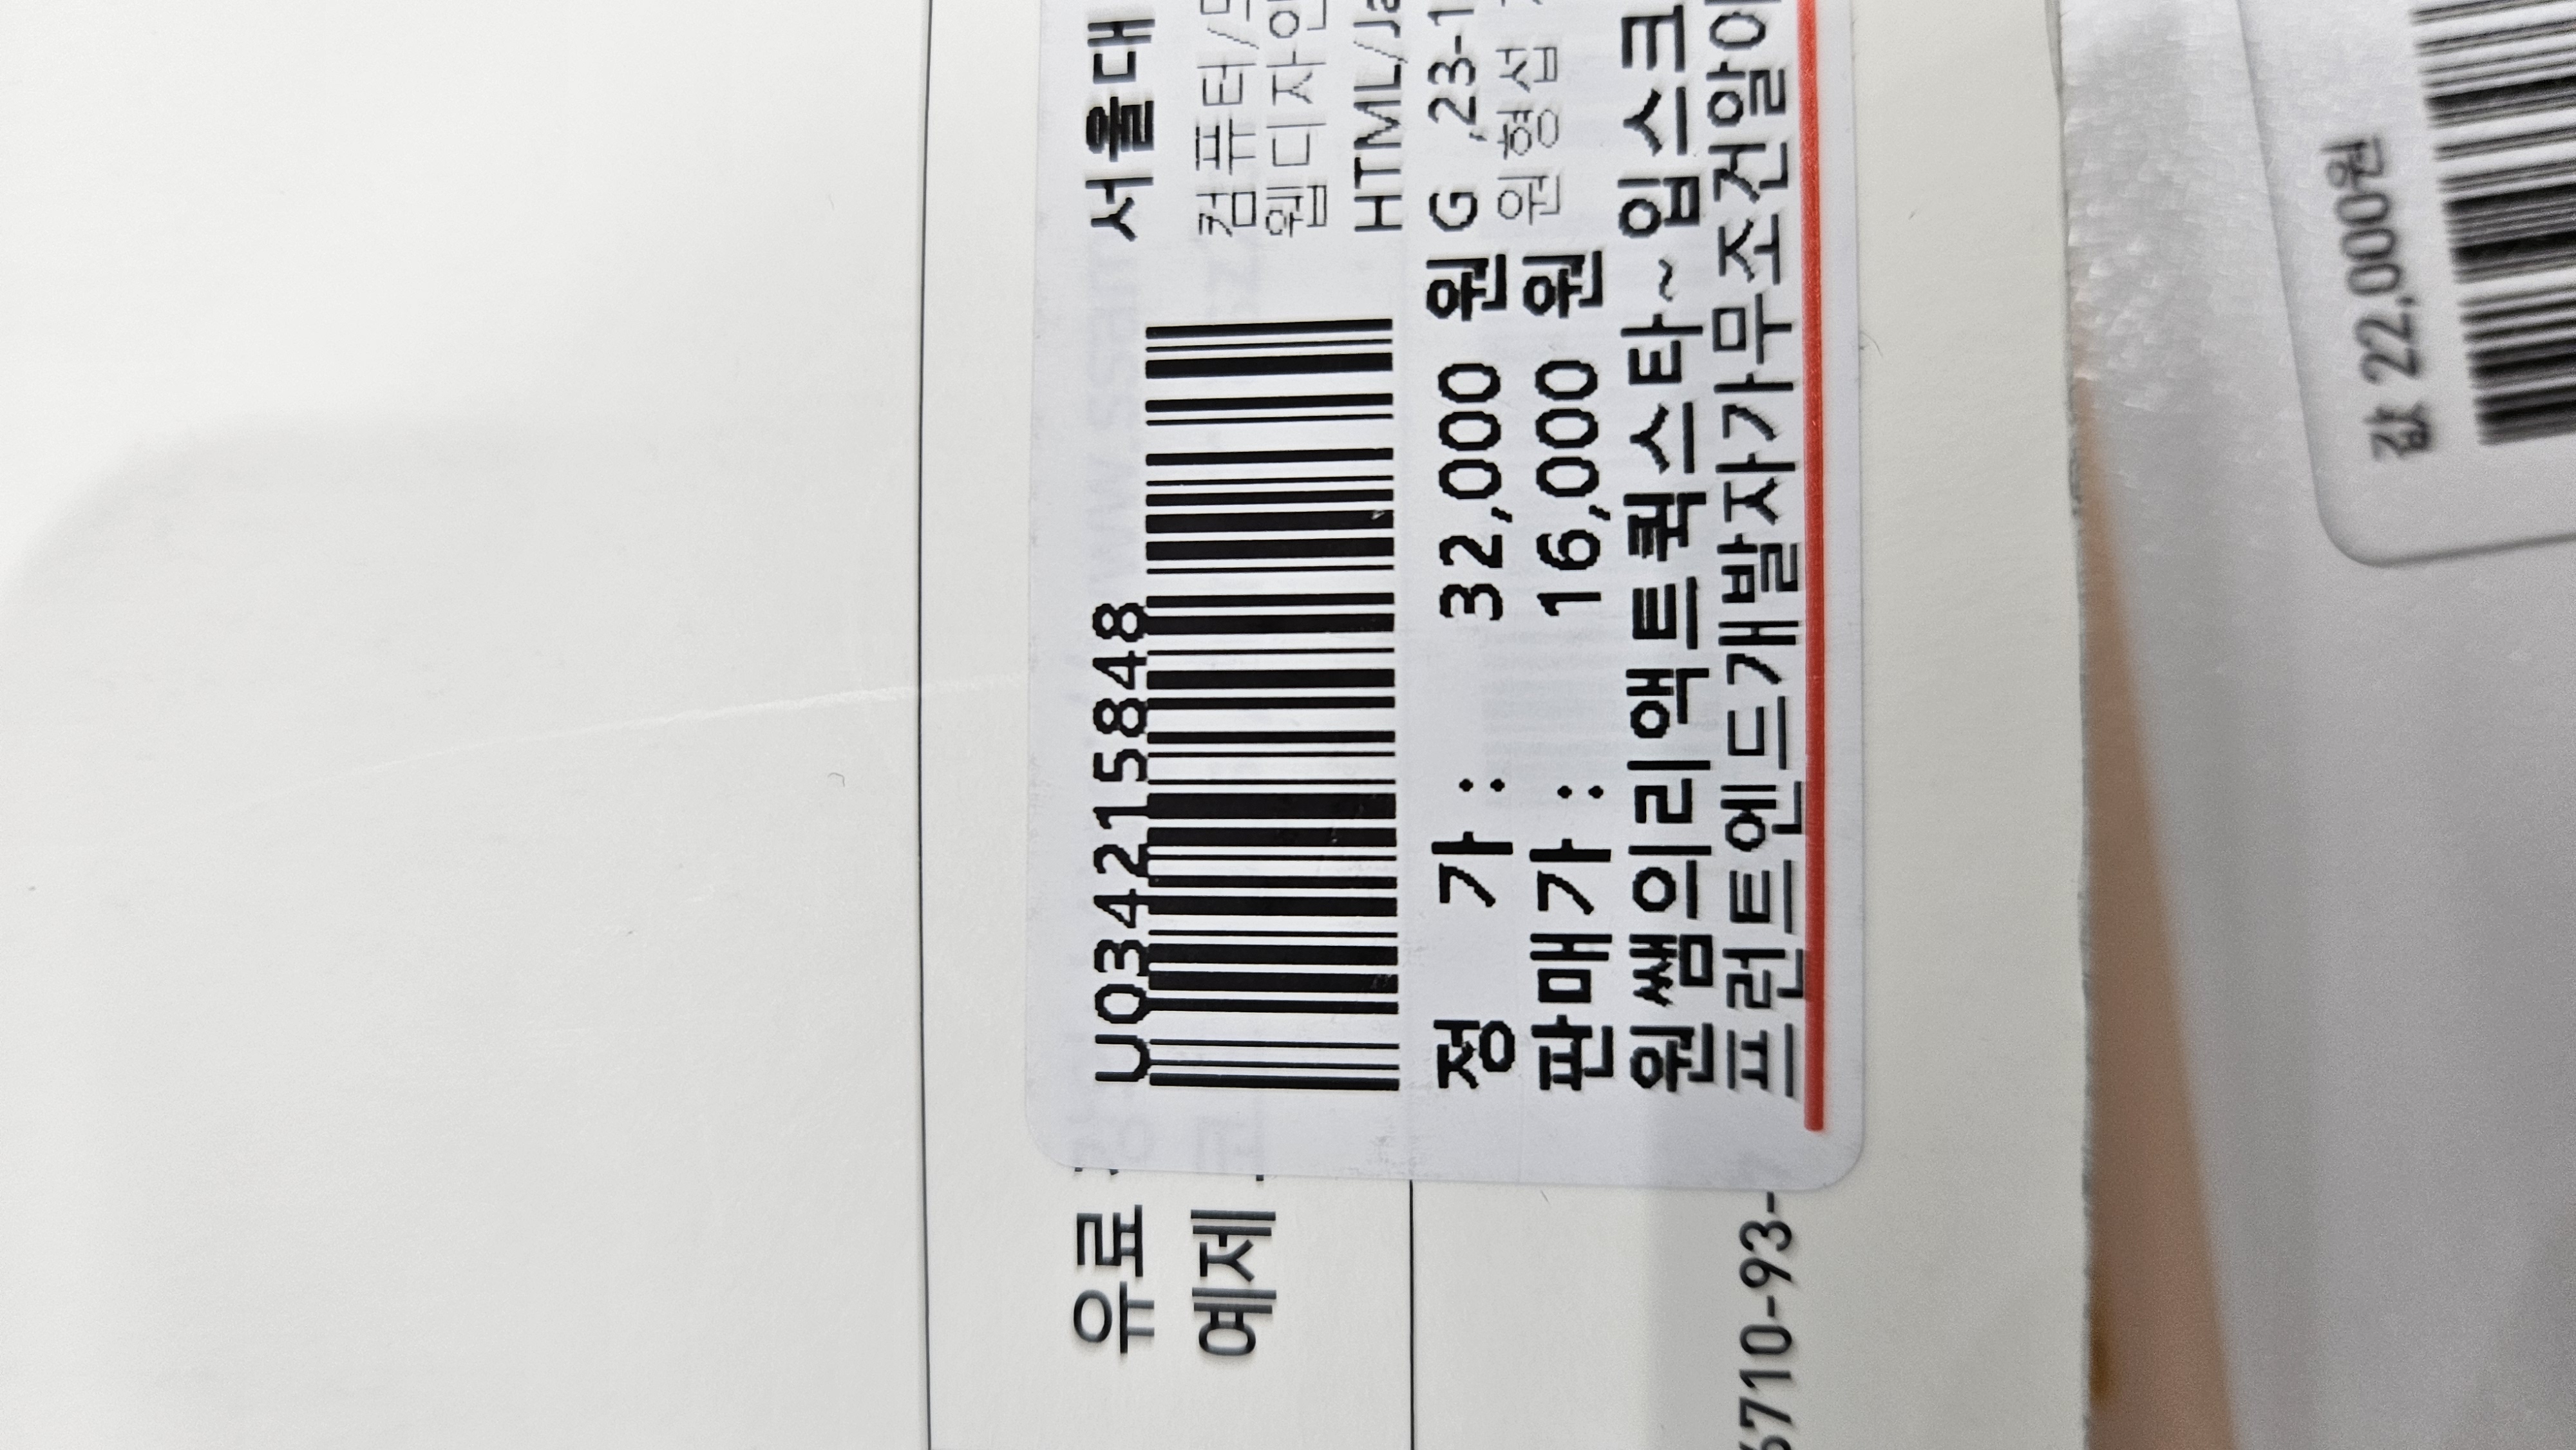 유료
예제
U034215848
서울대
컴퓨터/
웹디자인
HTML/Ja
정 가 : 32,000 원
G ,23-1
판매가 : 16,000 원
원형섭
원쌤의리액트퀵스타~입스크
프런트엔드개발자가무조건알아
6710-93-
값 22,000원